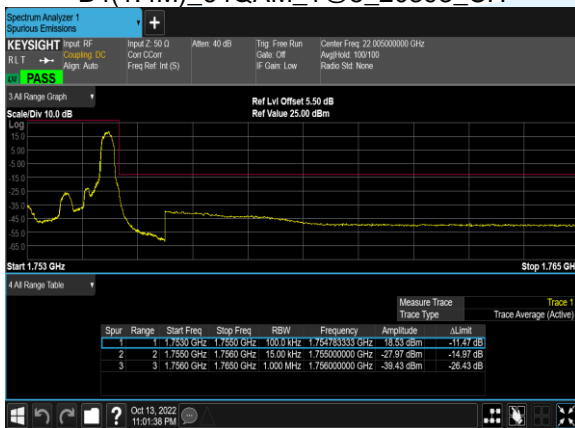 Spectrum Analyzer 1
Spurious Emissions
KEYSIGHT
RLT
Input: RF
Coupling: DC
Align: Auto
Input Z: 50 Ω
Corr CCorr
Freq Ref: Int (S)
Atten: 40 dB
Trig: Free Run
Gate: Off
IF Gain: Low
Center Freq: 22.005000000 GHz
Avg|Hold: 100/100
Radio Std: None
PASS
3 All Range Graph
Ref Lvl Offset 5.50 dB
Scale/Div 10.0 dB
Ref Value 25.00 dBm
Log
15.0
5.00
-5.00
-15.0
-25.0
-35.0
-45.0
-55.0
-65.0
Start 1.753 GHz
Stop 1.765 GH
4 All Range Table
Measure Trace Trace 1
Trace Type Trace Average (Active)
Spur Range Start Freq Stop Freq RBW Frequency Amplitude ΔLimit
1 1 1.7530 GHz 1.7550 GHz 100.0 kHz 1.754783333 GHz 18.53 dBm -11.47 dB
2 2 1.7550 GHz 1.7560 GHz 15.00 kHz 1.755000000 GHz -27.97 dBm -14.97 dB
3 3 1.7560 GHz 1.7650 GHz 1.000 MHz 1.756000000 GHz -39.43 dBm -26.43 dB
Oct 13, 2022
11:01:38 PM